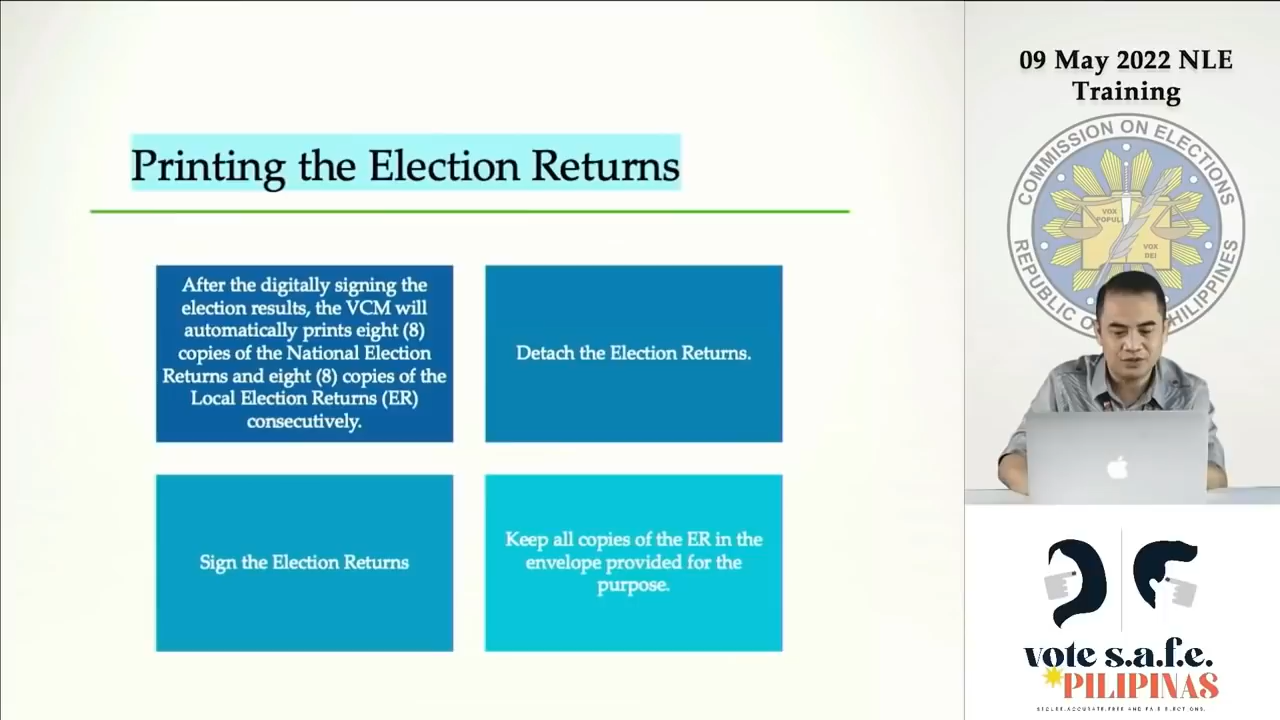 Printing the Election Returns
After the digitally signing the
election results, the VCM will
automatically prints eight (8)
copies of the National Election
Returns and eight (8) copies of the
Local Election Returns (ER)
consecutively.
Detach the Election Returns.
Sign the Election Returns
Keep all copies of the ER in the
envelope provided for the
purpose.
09 May 2022 NLE
Training
COMMISSION ON ELECTIONS
REPUBLIC O HILIPPINES
VOX
POPULI
VOX
REI
vote s.a.f.e.
PILIPINAS